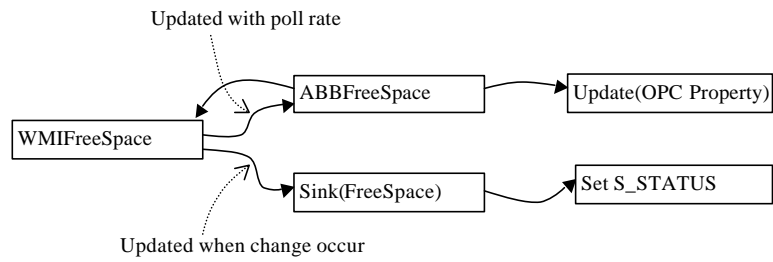 Updated with poll rate
ABBFreeSpace
Update(OPC Property)
WMIFreeSpace
Sink(FreeSpace)
Set S_STATUS
Updated when change occur